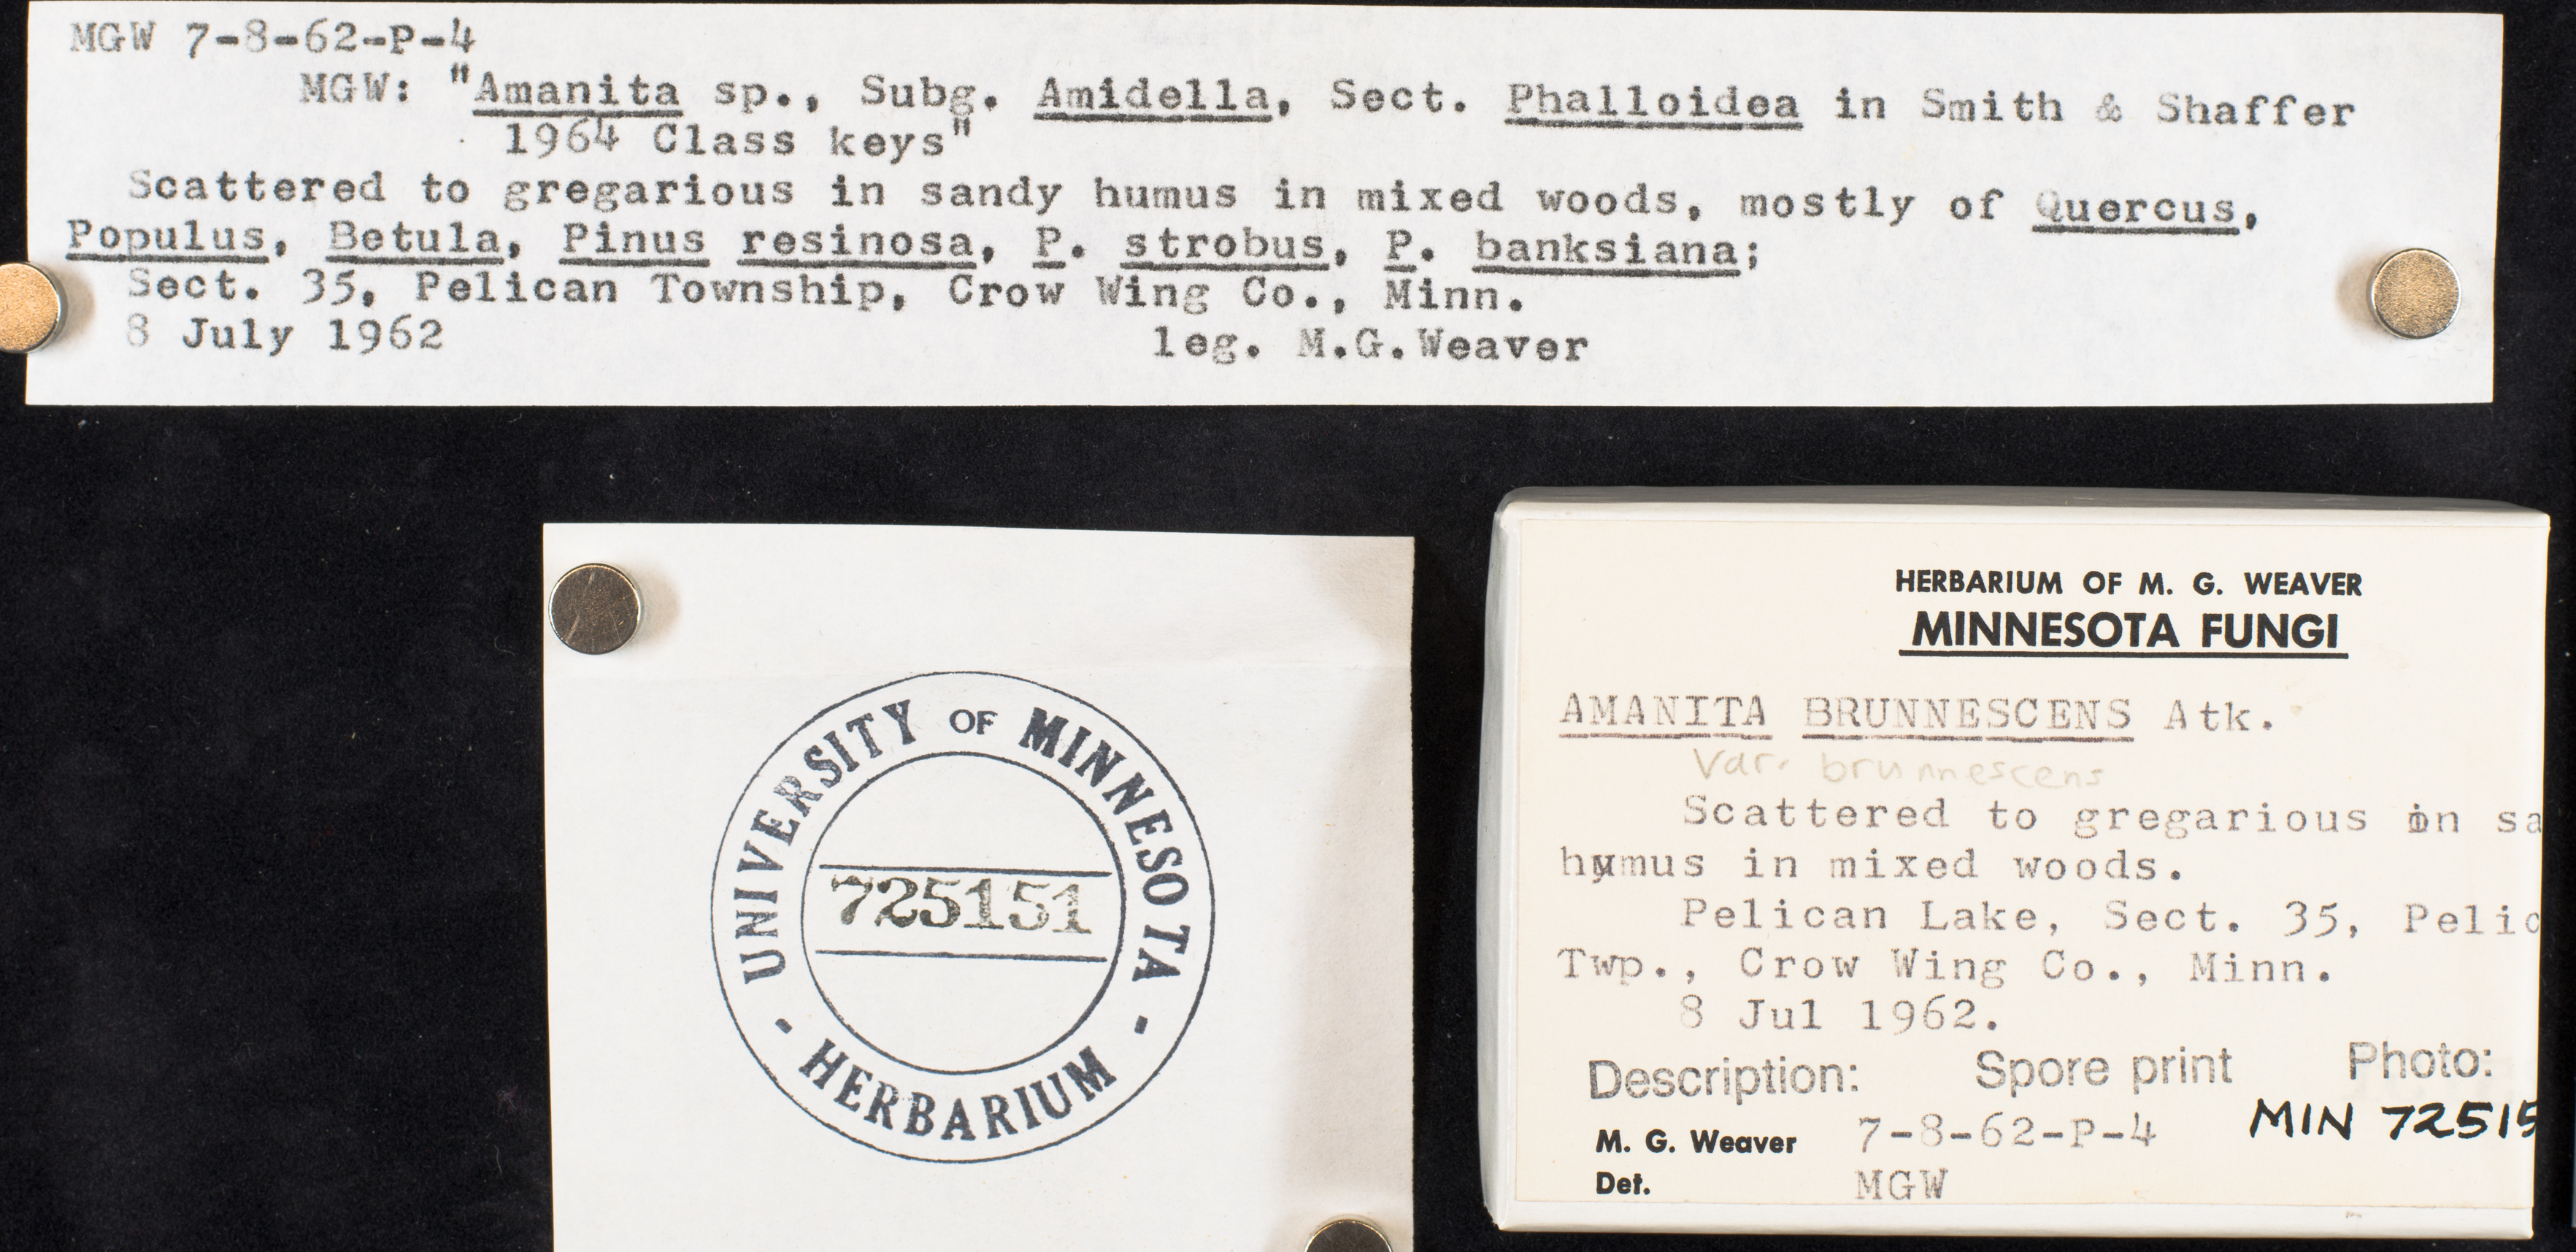 MGW 7-8-62-P-4
MGW: "Amanita sp., Subg. Amidella, Sect. Phalloidea in Smith & Shaffer
1964 Class keys"
Scattered to gregarious in sandy humus in mixed woods, mostly of Quercus,
Populus, Betula, Pinus resinosa, P. strobus, P. banksiana;
Sect. 35, Pelican Township, Crow Wing Co., Minn.
8 July 1962 leg. M.G.Weaver
UNIVERSITY OF MINNESOTA
725151
- HERBARIUM -
HERBARIUM OF M. G. WEAVER
MINNESOTA FUNGI
AMANITA BRUNNESCENS Atk.
Var. brunnescens
Scattered to gregarious in sa
humus in mixed woods.
Pelican Lake, Sect. 35, Pelic
Twp., Crow Wing Co., Minn.
8 Jul 1962.
Description: Spore print Photo:
M. G. Weaver 7-8-62-P-4 MIN 72515
Det. MGW